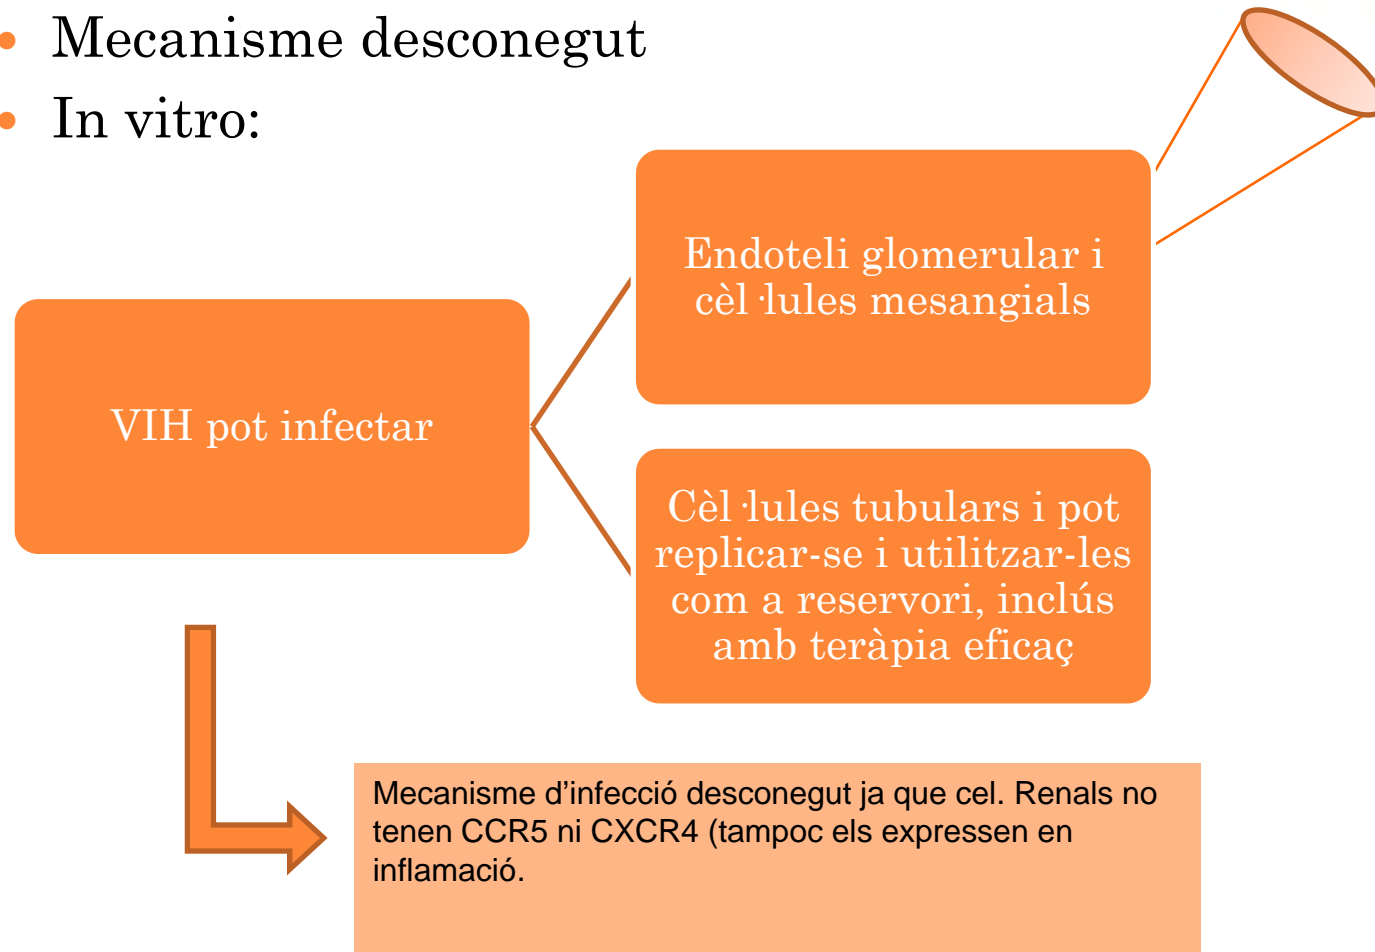 Mecanisme desconegut
In vitro:
Endoteli glomerular i
cèl·lules mesangials
VIH pot infectar
Cèl·lules tubulars i pot
replicar-se i utilitzar-les
com a reservori, inclús
amb teràpia eficaç
Mecanisme d’infecció desconegut ja que cel. Renals no
tenen CCR5 ni CXCR4 (tampoc els expressen en
inflamació.